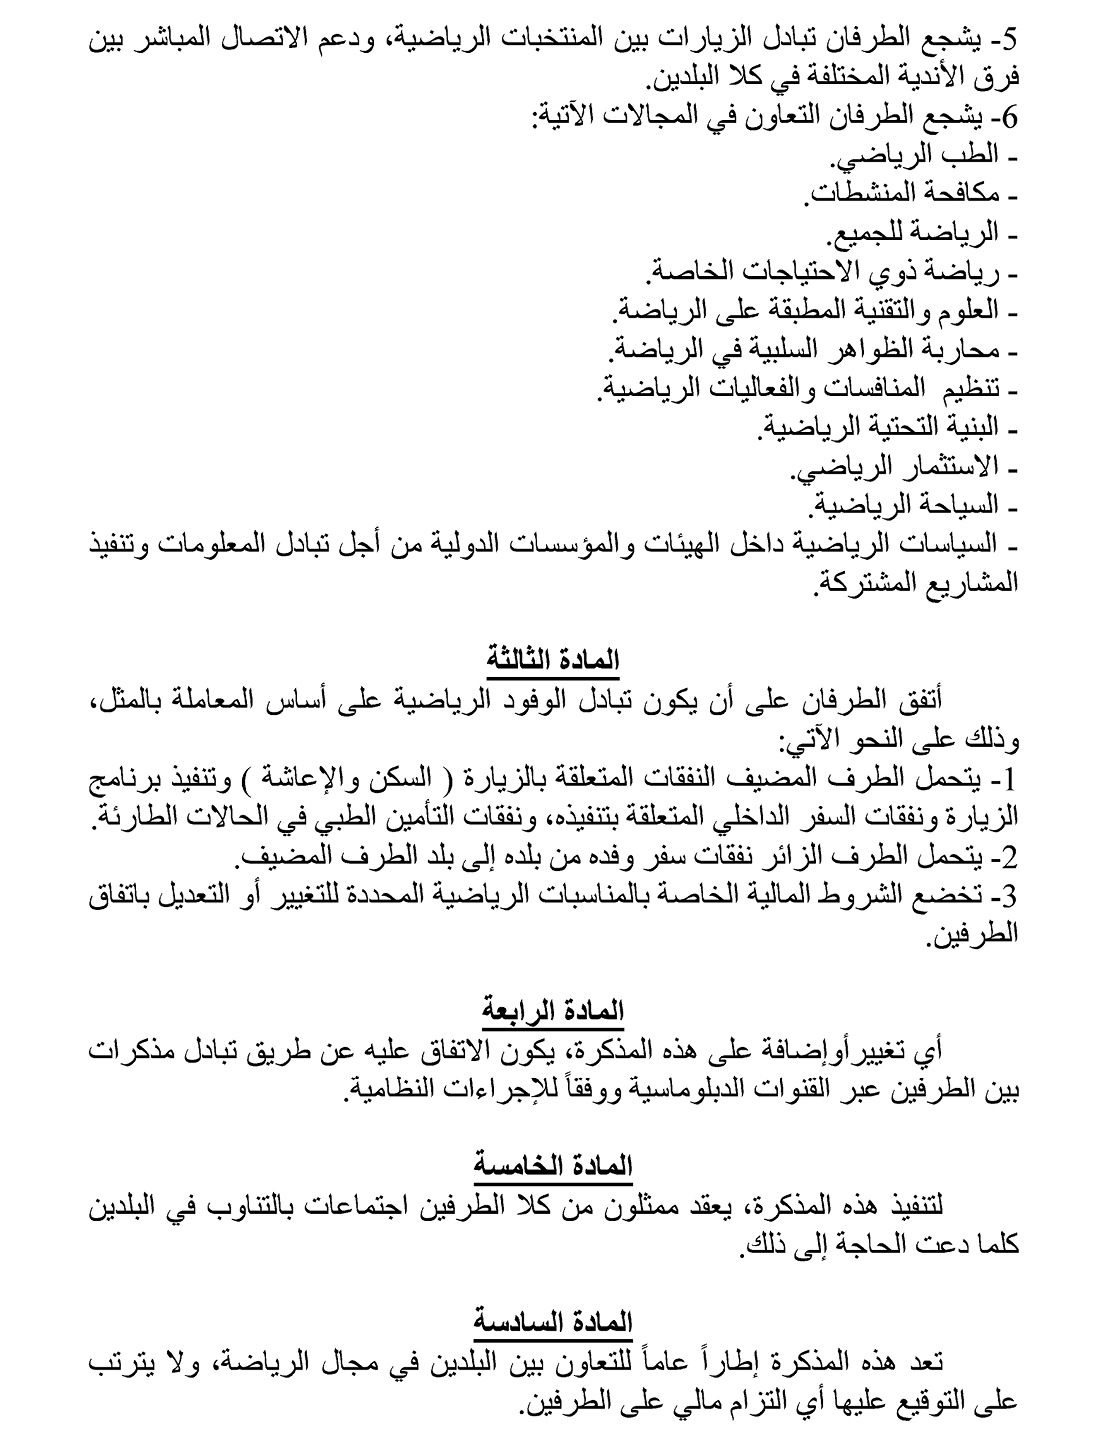 5- يشجع الطرفان تبادل الزيارات بين المنتخبات الرياضية، ودعم الاتصال المباشر بين
فرق الأندية المختلفة في كلا البلدين.
6- يشجع الطرفان التعاون في المجالات الآتية:
- الطب الرياضي.
- مكافحة المنشطات.
- الرياضة للجميع.
- رياضة ذوي الاحتياجات الخاصة.
- العلوم والتقنية المطبقة على الرياضة.
- محاربة الظواهر السلبية في الرياضة.
- تنظيم  المنافسات والفعاليات الرياضية.
- البنية التحتية الرياضية.
- الاستثمار الرياضي.
- السياحة الرياضية.
- السياسات الرياضية داخل الهيئات والمؤسسات الدولية من أجل تبادل المعلومات وتنفيذ
المشاريع المشتركة.
المادة الثالثة
أتفق الطرفان على أن يكون تبادل الوفود الرياضية على أساس المعاملة بالمثل،
وذلك على النحو الآتي:
1- يتحمل الطرف المضيف النفقات المتعلقة بالزيارة ( السكن والإعاشة ) وتنفيذ برنامج
الزيارة ونفقات السفر الداخلي المتعلقة بتنفيذه، ونفقات التأمين الطبي في الحالات الطارئة.
2- يتحمل الطرف الزائر نفقات سفر وفده من بلده إلى بلد الطرف المضيف.
3- تخضع الشروط المالية الخاصة بالمناسبات الرياضية المحددة للتغيير أو التعديل باتفاق
الطرفين.
المادة الرابعة
أي تغييرأوإضافة على هذه المذكرة، يكون الاتفاق عليه عن طريق تبادل مذكرات
بين الطرفين عبر القنوات الدبلوماسية ووفقاً للإجراءات النظامية.
المادة الخامسة
لتنفيذ هذه المذكرة، يعقد ممثلون من كلا الطرفين اجتماعات بالتناوب في البلدين
كلما دعت الحاجة إلى ذلك.
المادة السادسة
تعد هذه المذكرة إطاراً عاماً للتعاون بين البلدين في مجال الرياضة، ولا يترتب
على التوقيع عليها أي التزام مالي على الطرفين.